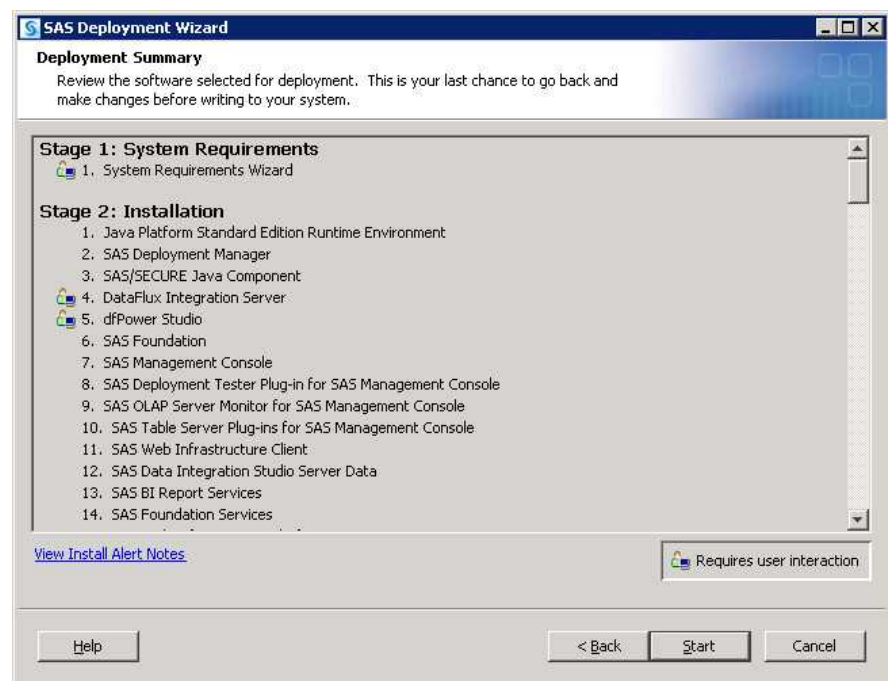 SAS Deployment Wizard
Deployment Summary
Review the software selected for deployment. This is your last chance to go back and
make changes before writing to your system.
Stage 1: System Requirements
1. System Requirements Wizard
Stage 2: Installation
1. Java Platform Standard Edition Runtime Environment
2. SAS Deployment Manager
3. SAS/SECURE Java Component
4. DataFlux Integration Server
5. dfPower Studio
6. SAS Foundation
7. SAS Management Console
8. SAS Deployment Tester Plug-in for SAS Management Console
9. SAS OLAP Server Monitor for SAS Management Console
10. SAS Table Server Plug-ins for SAS Management Console
11. SAS Web Infrastructure Client
12. SAS Data Integration Studio Server Data
13. SAS BI Report Services
14. SAS Foundation Services
View Install Alert Notes
Requires user interaction
Help
< Back
Start
Cancel